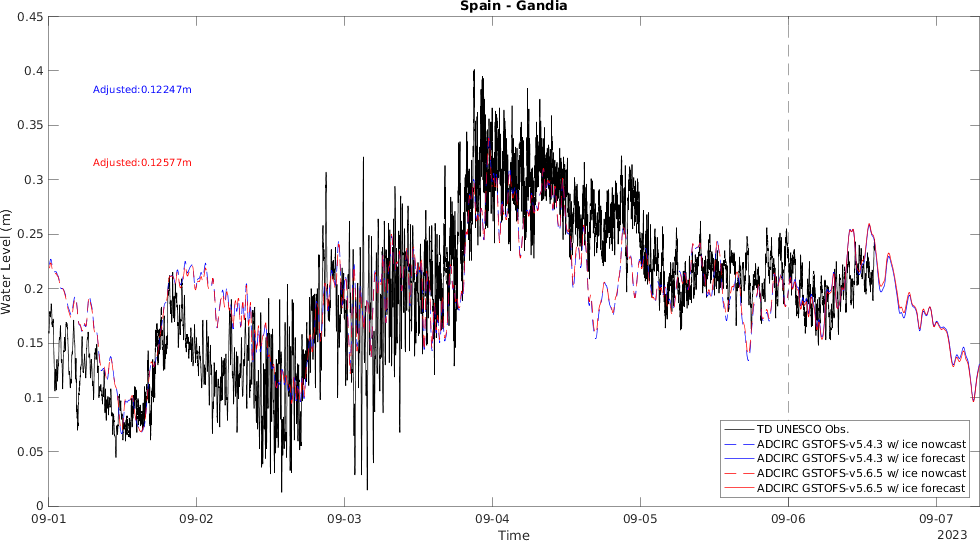 Spain - Gandia
0.45
0.4
0.35
0.3
0.25
0.2
0.15
0.1
0.05
0
Water Level (m)
Adjusted:0.12247m
Adjusted:0.12577m
TD UNESCO Obs.
ADCIRC GSTOFS-v5.4.3 w/ ice nowcast
ADCIRC GSTOFS-v5.4.3 w/ ice forecast
ADCIRC GSTOFS-v5.6.5 w/ ice nowcast
ADCIRC GSTOFS-v5.6.5 w/ ice forecast
09-01 09-02 09-03 09-04 09-05 09-06 09-07
Time
2023